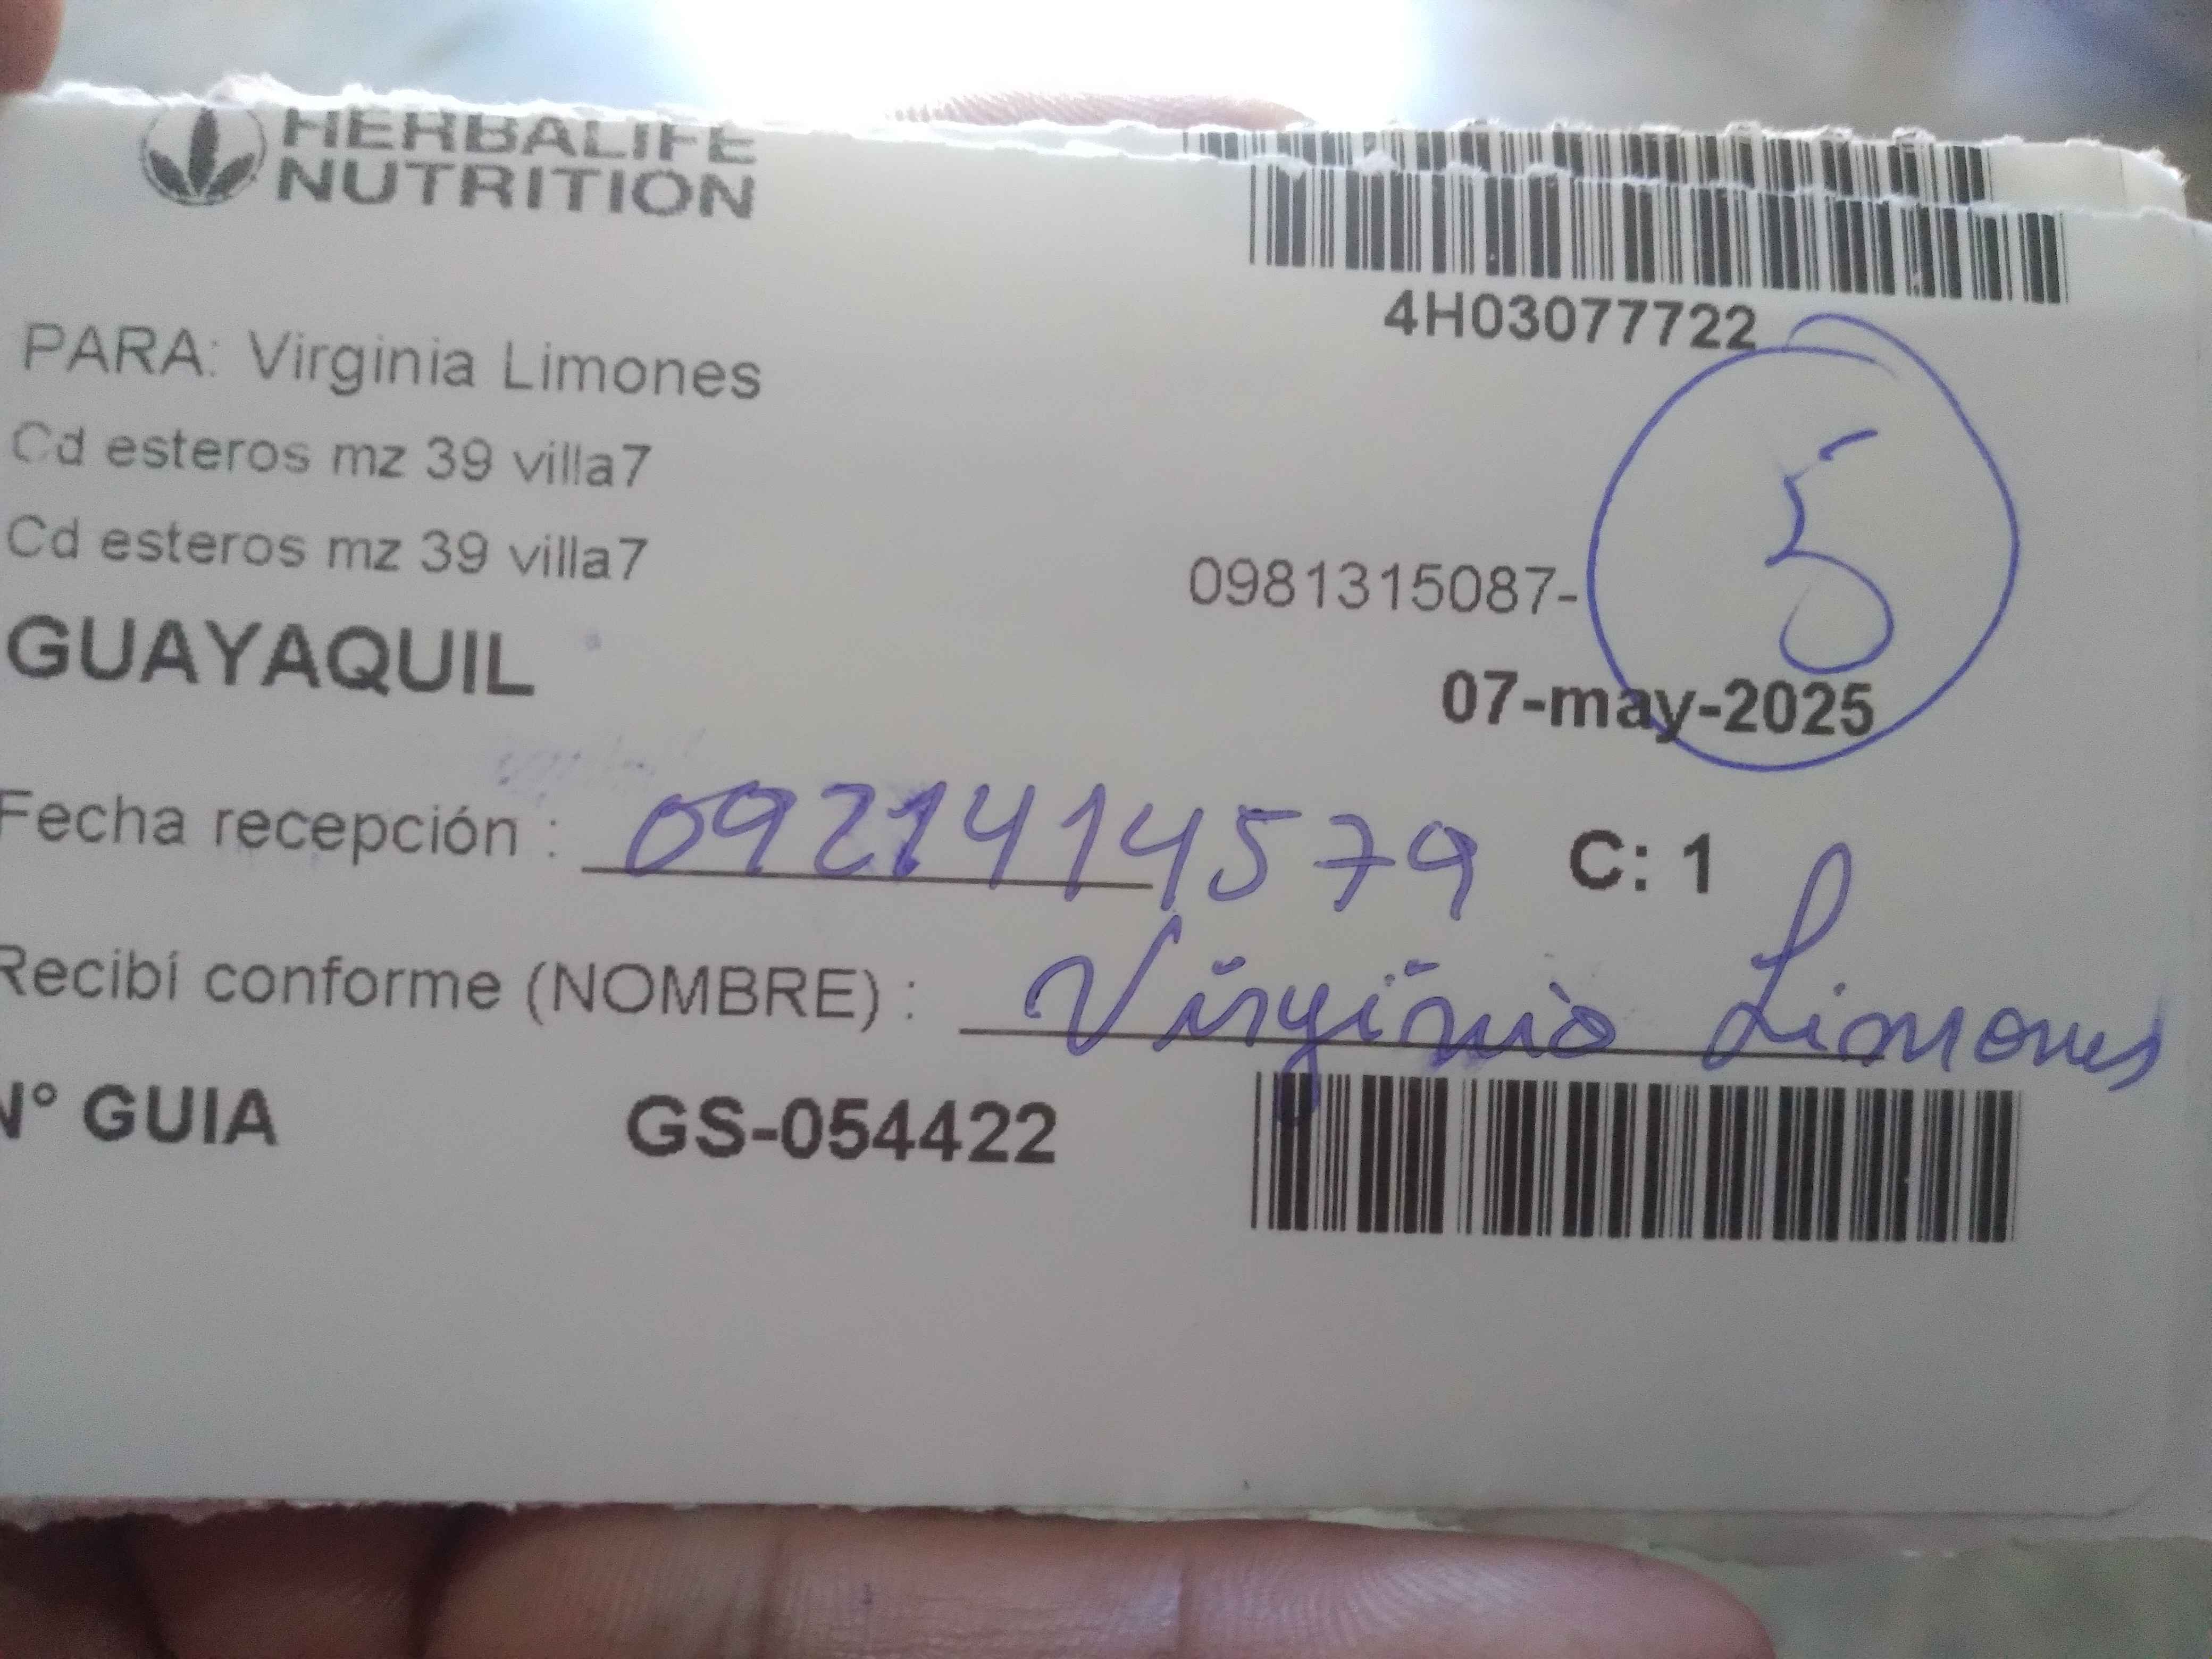 HERBALIFE
NUTRITION
4H03077722
PARA: Virginia Limones
Cd esteros mz 39 villa7
Cd esteros mz 39 villa7
5
0981315087-
GUAYAQUIL
07-may-2025
Fecha recepción : 0921414579 C: 1
Recibí conforme (NOMBRE) : Virginia Limones
N° GUIA GS-054422